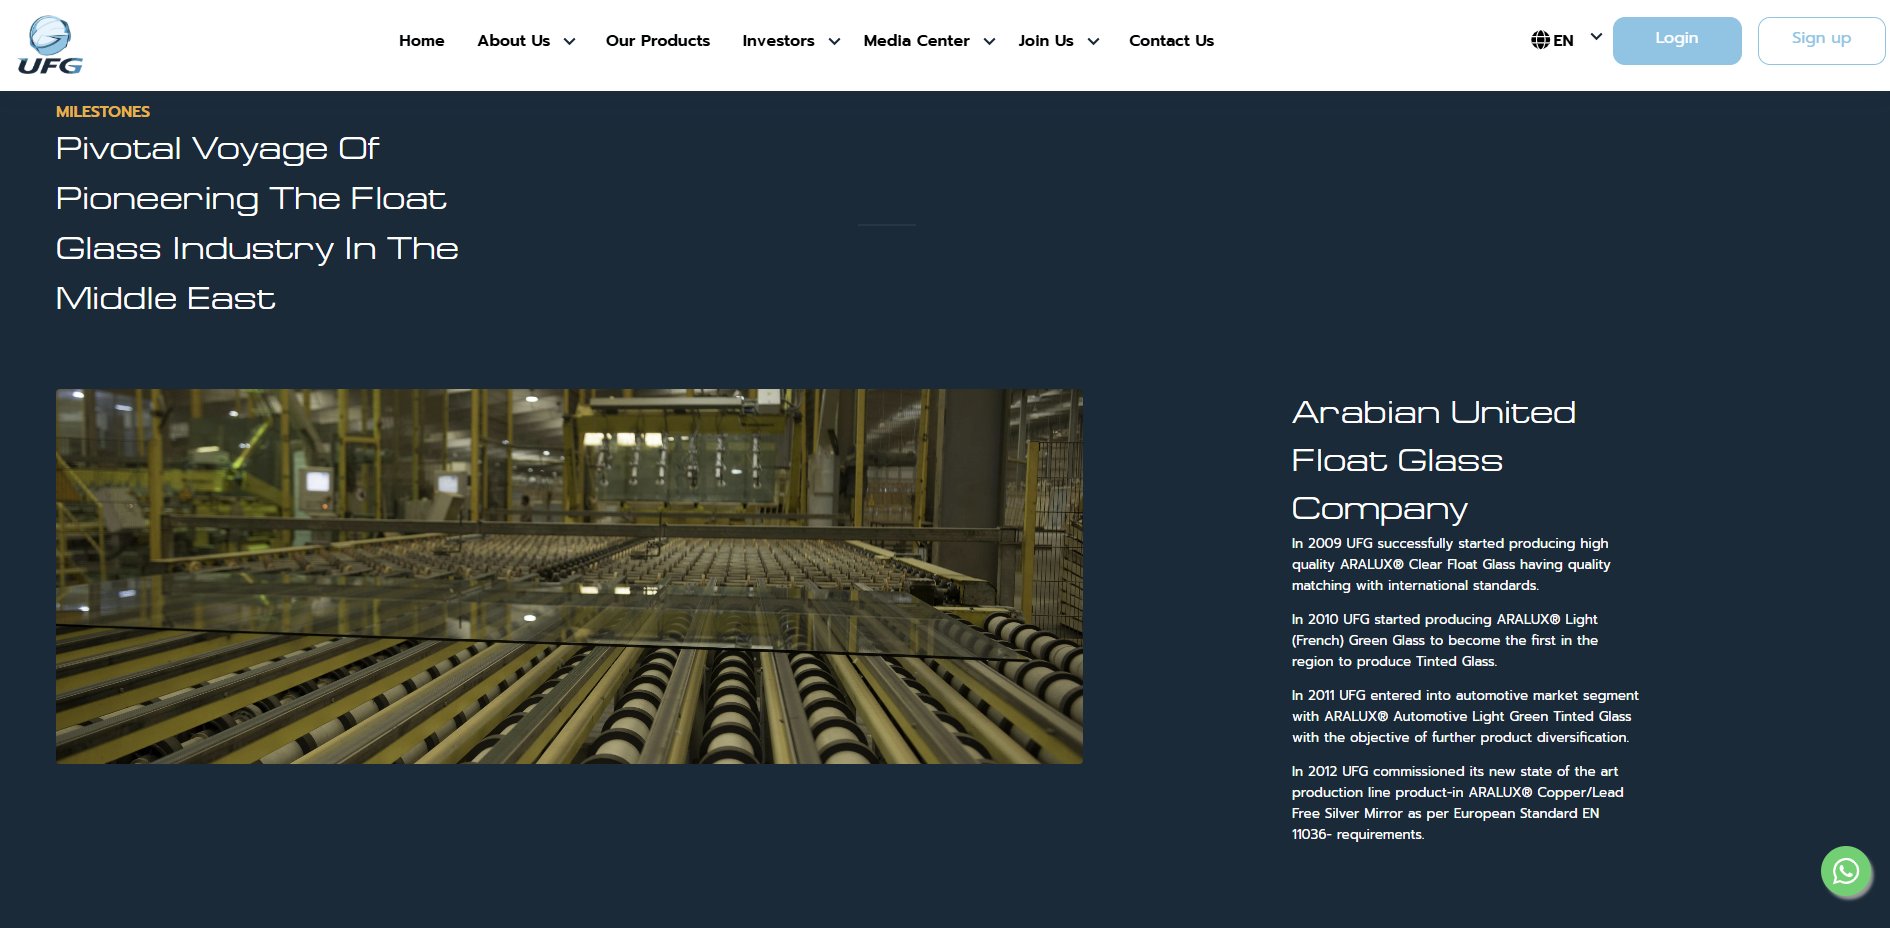 UFG
Home
About Us
Our Products
Investors
Media Center
Join Us
Contact Us
EN
Login
Sign up
MILESTONES
Pivotal Voyage Of
Pioneering The Float
Glass Industry In The
Middle East
Arabian United
Float Glass
Company
In 2009 UFG successfully started producing high
quality ARALUX® Clear Float Glass having quality
matching with international standards.
In 2010 UFG started producing ARALUX® Light
(French) Green Glass to become the first in the
region to produce Tinted Glass.
In 2011 UFG entered into automotive market segment
with ARALUX® Automotive Light Green Tinted Glass
with the objective of further product diversification.
In 2012 UFG commissioned its new state of the art
production line product-in ARALUX® Copper/Lead
Free Silver Mirror as per European Standard EN
11036- requirements.